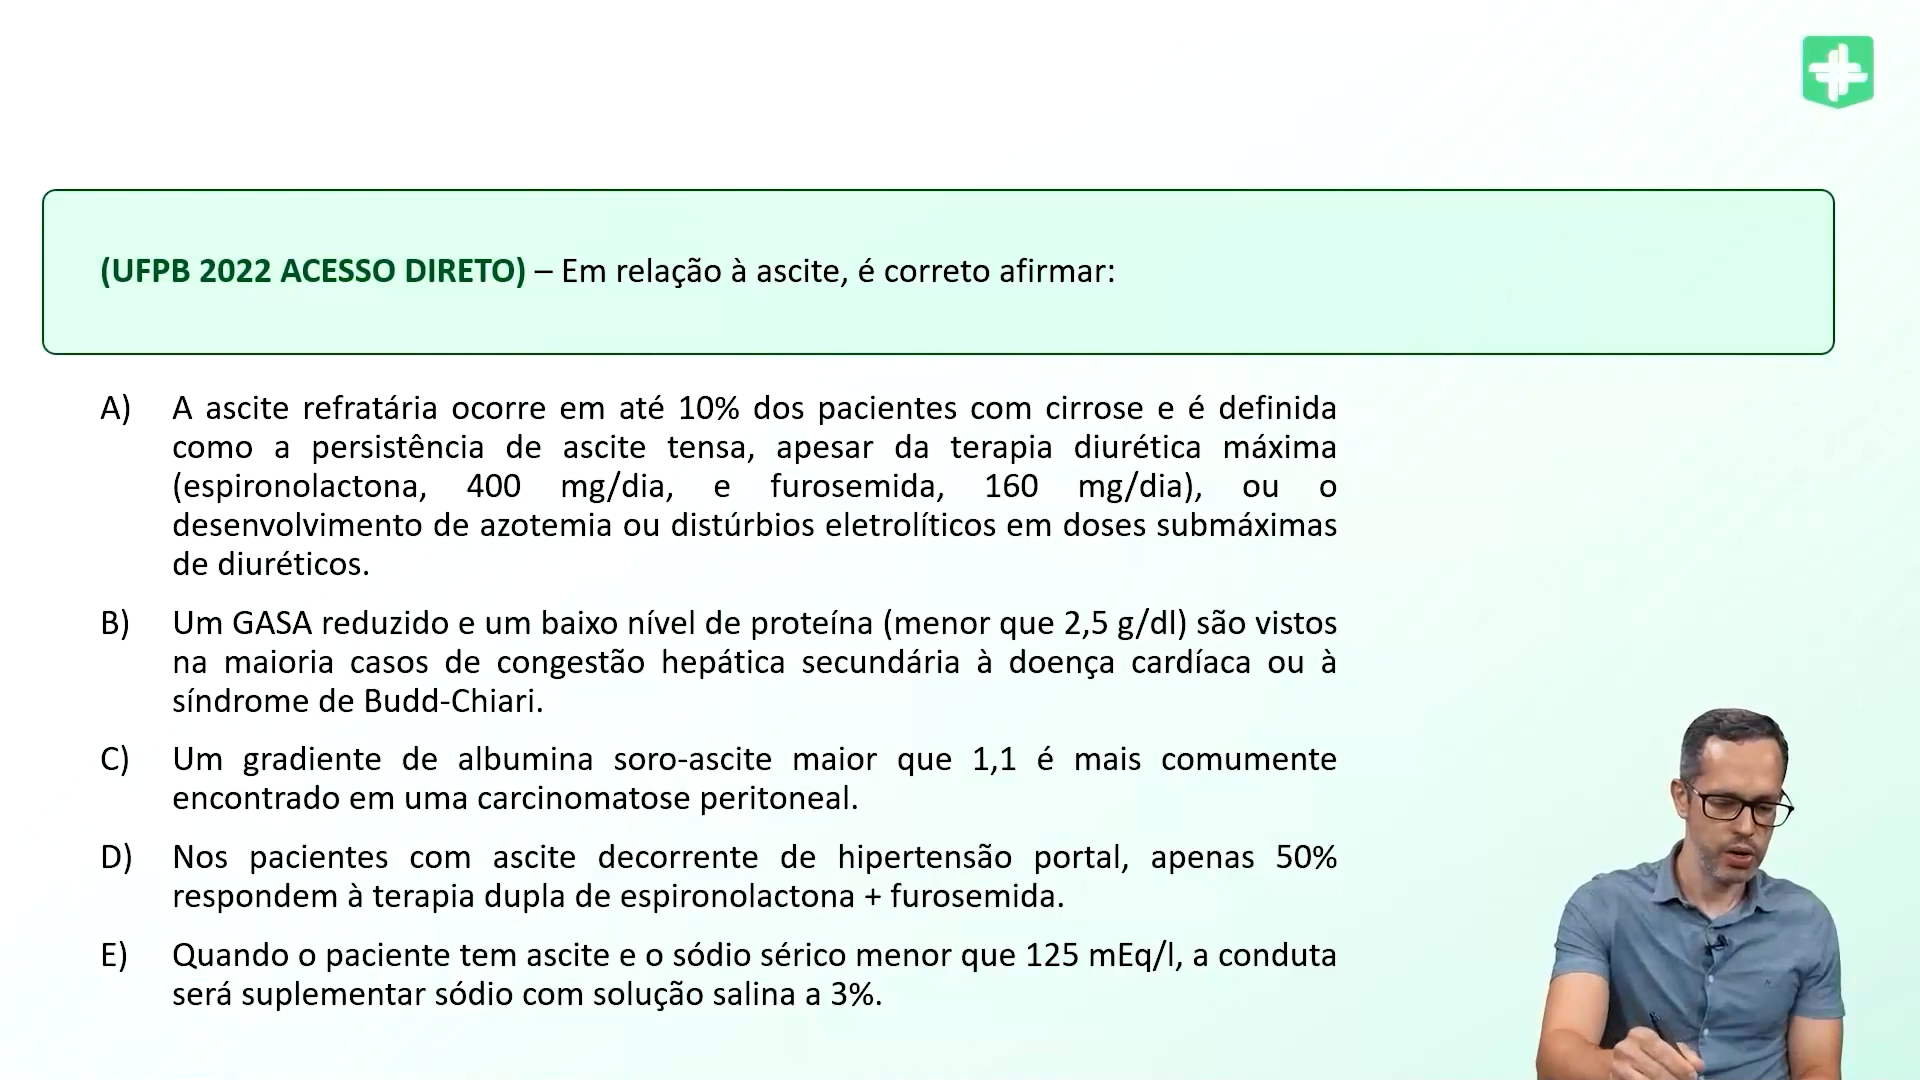 (UFPB 2022 ACESSO DIRETO) – Em relação à ascite, é correto afirmar:
A) A ascite refratária ocorre em até 10% dos pacientes com cirrose e é definida
como a persistência de ascite tensa, apesar da terapia diurética máxima
(espironolactona, 400 mg/dia, e furosemida, 160 mg/dia), ou o
desenvolvimento de azotemia ou distúrbios eletrolíticos em doses submáximas
de diuréticos.
B) Um GASA reduzido e um baixo nível de proteína (menor que 2,5 g/dl) são vistos
na maioria casos de congestão hepática secundária à doença cardíaca ou à
síndrome de Budd-Chiari.
C) Um gradiente de albumina soro-ascite maior que 1,1 é mais comumente
encontrado em uma carcinomatose peritoneal.
D) Nos pacientes com ascite decorrente de hipertensão portal, apenas 50%
respondem à terapia dupla de espironolactona + furosemida.
E) Quando o paciente tem ascite e o sódio sérico menor que 125 mEq/l, a conduta
será suplementar sódio com solução salina a 3%.